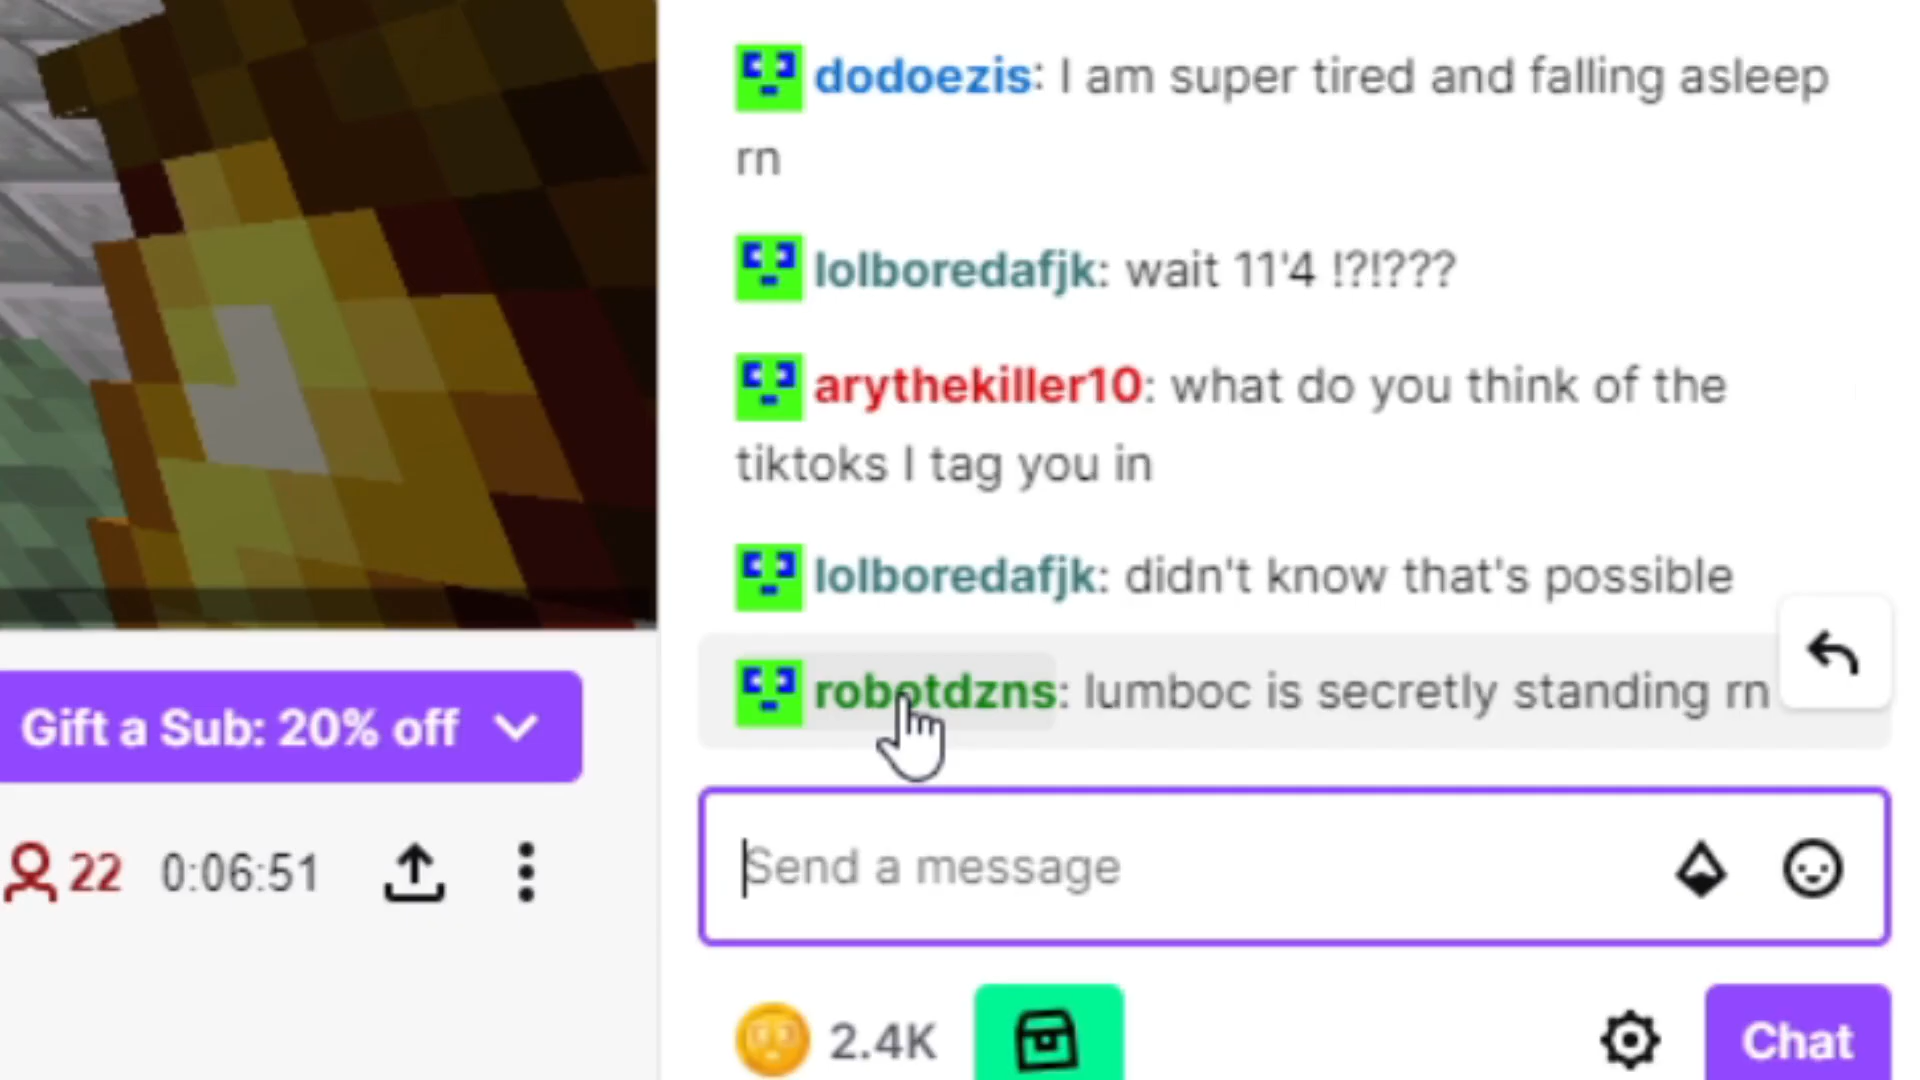 dodoezis: I am super tired and falling asleep
rn
lolboredafjk: wait 11'4 !?!???
arythekiller10: what do you think of the
tiktoks I tag you in
lolboredafjk: didn't know that's possible
robotdzns: lumboc is secretly standing rn
Gift a Sub: 20% off
22 0:06:51
Send a message
2.4K
Chat